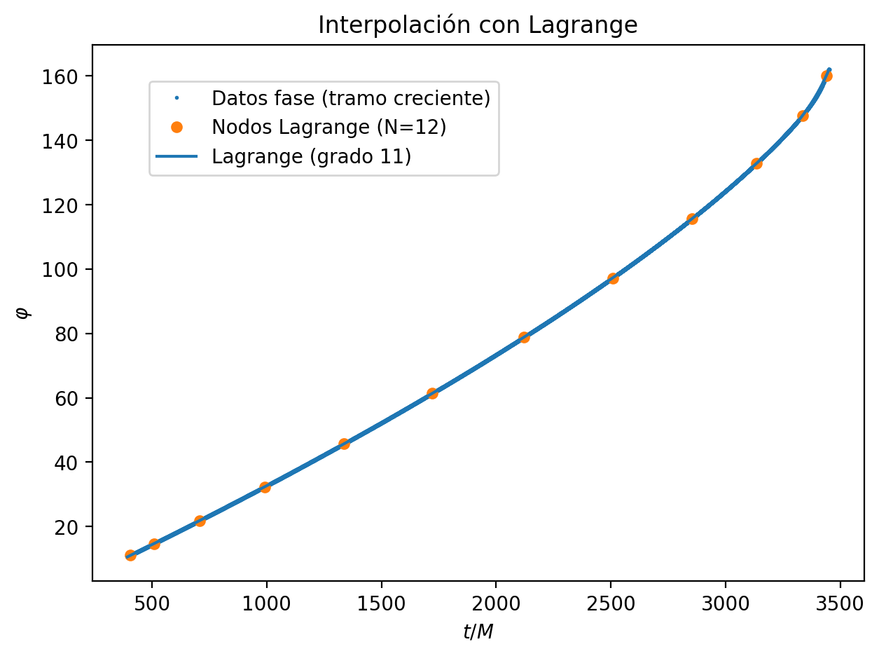 Interpolación con Lagrange
Datos fase (tramo creciente)
Nodos Lagrange (N=12)
Lagrange (grado 11)
160
140
120
100
80
60
40
20
φ
500 1000 1500 2000 2500 3000 3500
t/M